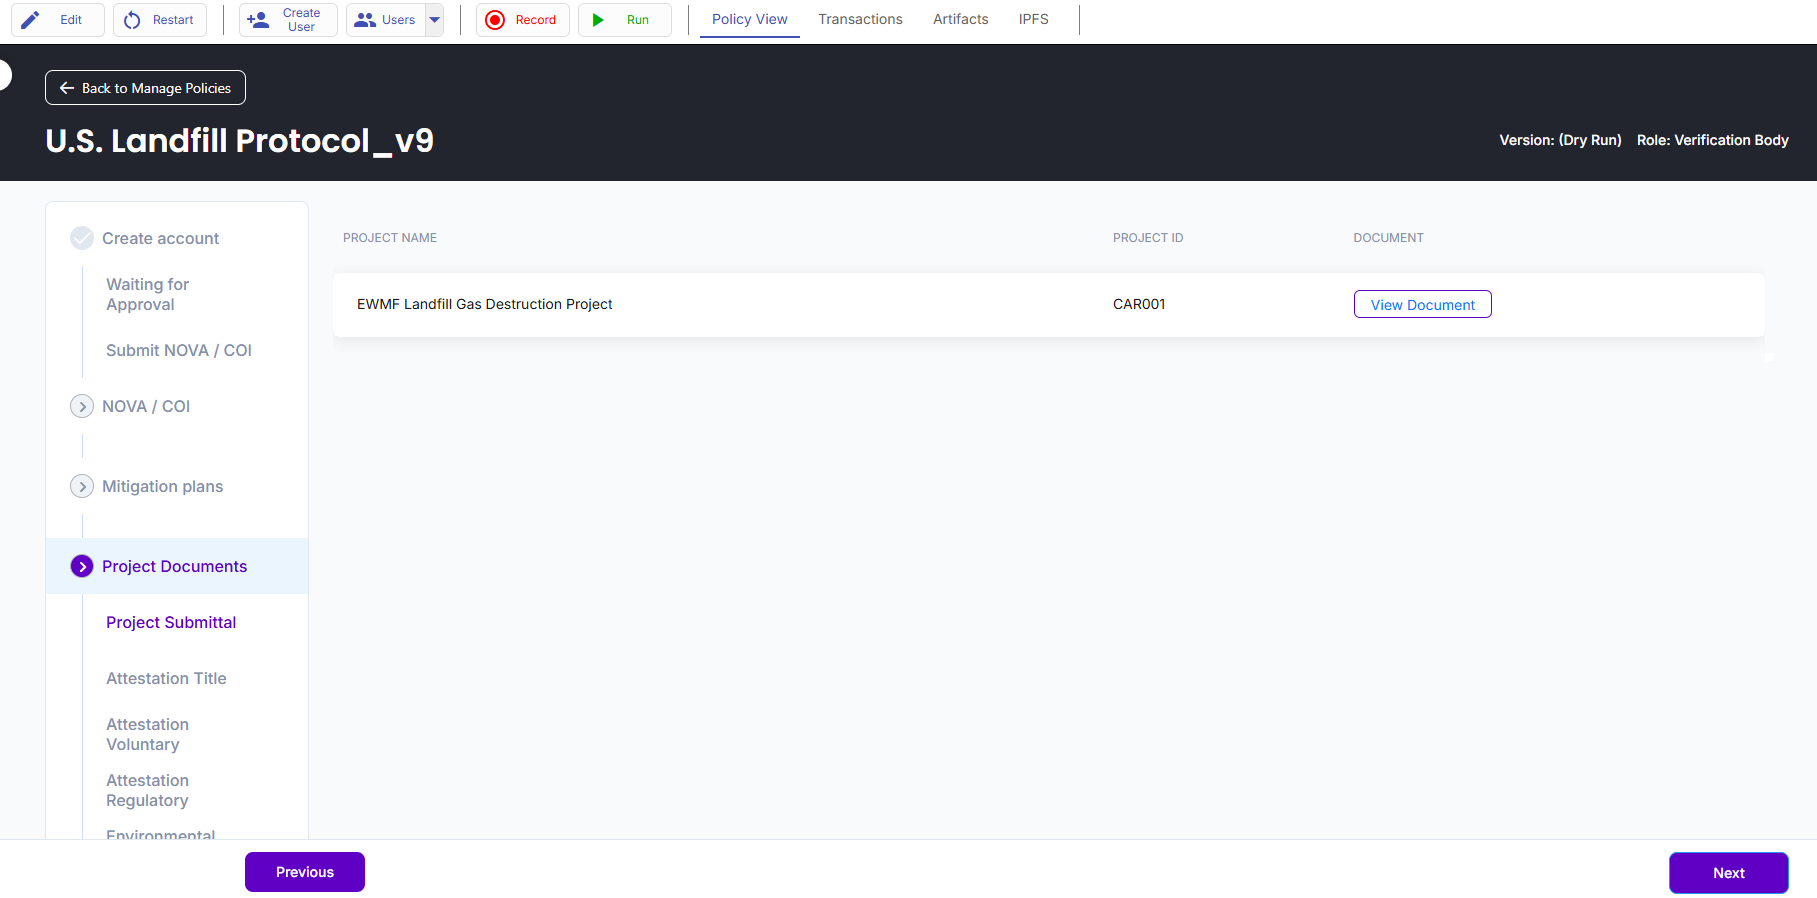 Edit
Restart
Create
User
Users
Record
Run
Policy View
Transactions
Artifacts
IPFS
Back to Manage Policies
U.S. Landfill Protocol_v9
Version: (Dry Run)
Role: Verification Body
Create account
Waiting for
Approval
Submit NOVA / COI
NOVA / COI
Mitigation plans
Project Documents
Project Submittal
Attestation Title
Attestation
Voluntary
Attestation
Regulatory
Environmental
PROJECT NAME
PROJECT ID
DOCUMENT
EWMF Landfill Gas Destruction Project
CAR001
View Document
Previous
Next